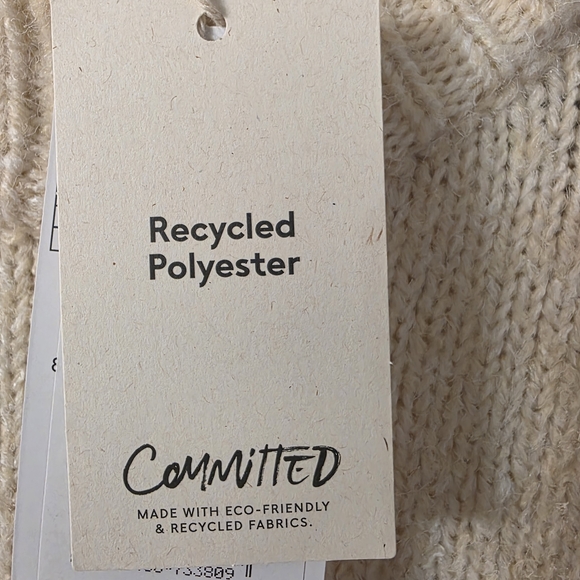 Recycled
Polyester
COMMITTED
MADE WITH ECO-FRIENDLY
& RECYCLED FABRICS.